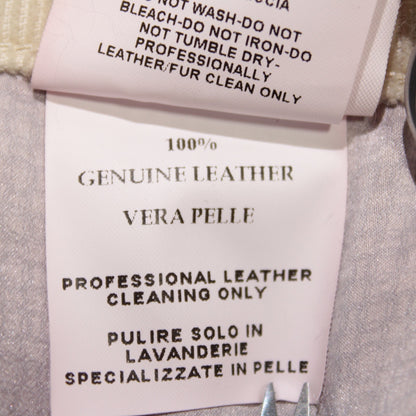 DO NOT WASH-DO NOT
BLEACH-DO NOT IRON-DO
NOT TUMBLE DRY-
PROFESSIONALLY
LEATHER/FUR CLEAN ONLY
100%
GENUINE LEATHER
VERA PELLE
PROFESSIONAL LEATHER
CLEANING ONLY
PULIRE SOLO IN
LAVANDERIE
SPECIALIZZATE IN PELLE